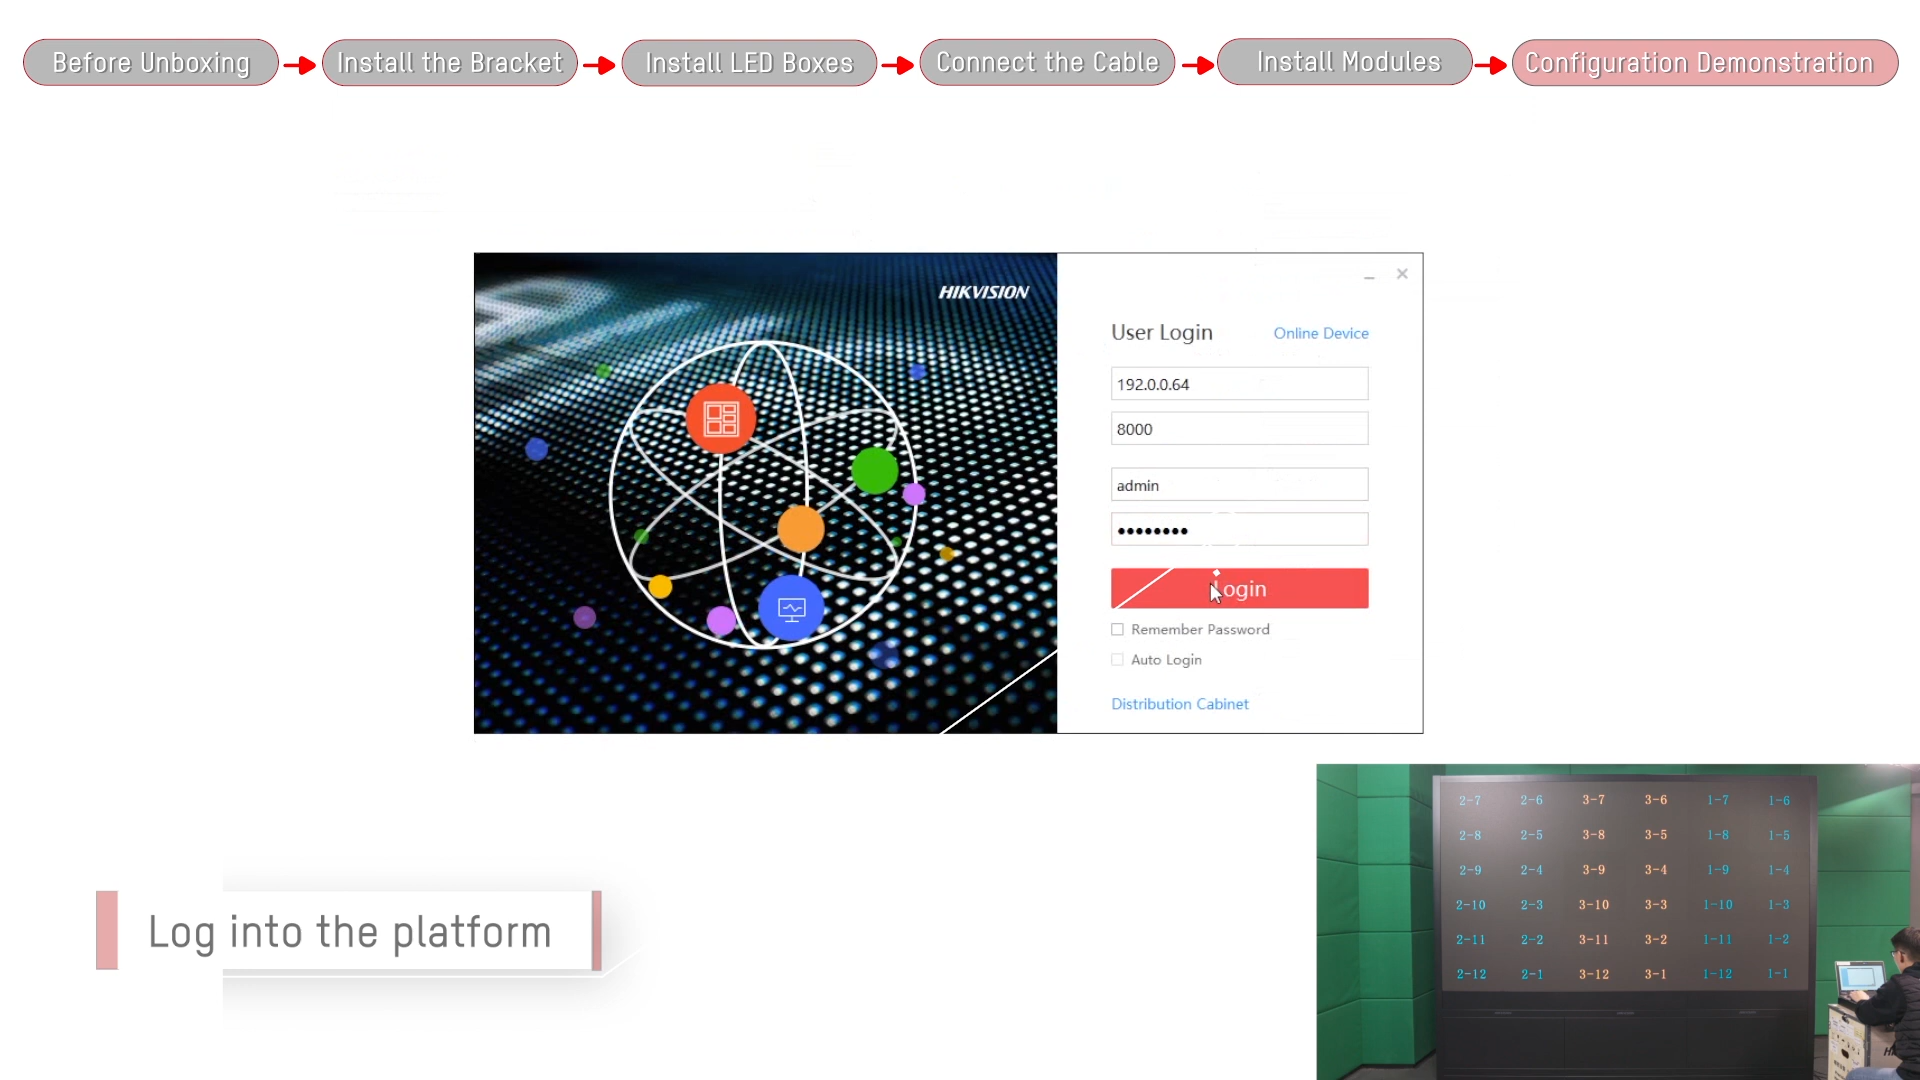 Before Unboxing
Install the Bracket
Install LED Boxes
Connect the Cable
Install Modules
Configuration Demonstration
HIKVISION
User Login
Online Device
192.0.0.64
8000
admin
Login
Remember Password
Auto Login
Distribution Cabinet
Log into the platform
2-7 2-6 3-7 3-6 1-7 1-6
2-8 2-5 3-8 3-5 1-8 1-5
2-9 2-4 3-9 3-4 1-9 1-4
2-10 2-3 3-10 3-3 1-10 1-3
2-11 2-2 3-11 3-2 1-11 1-2
2-12 2-1 3-12 3-1 1-12 1-1